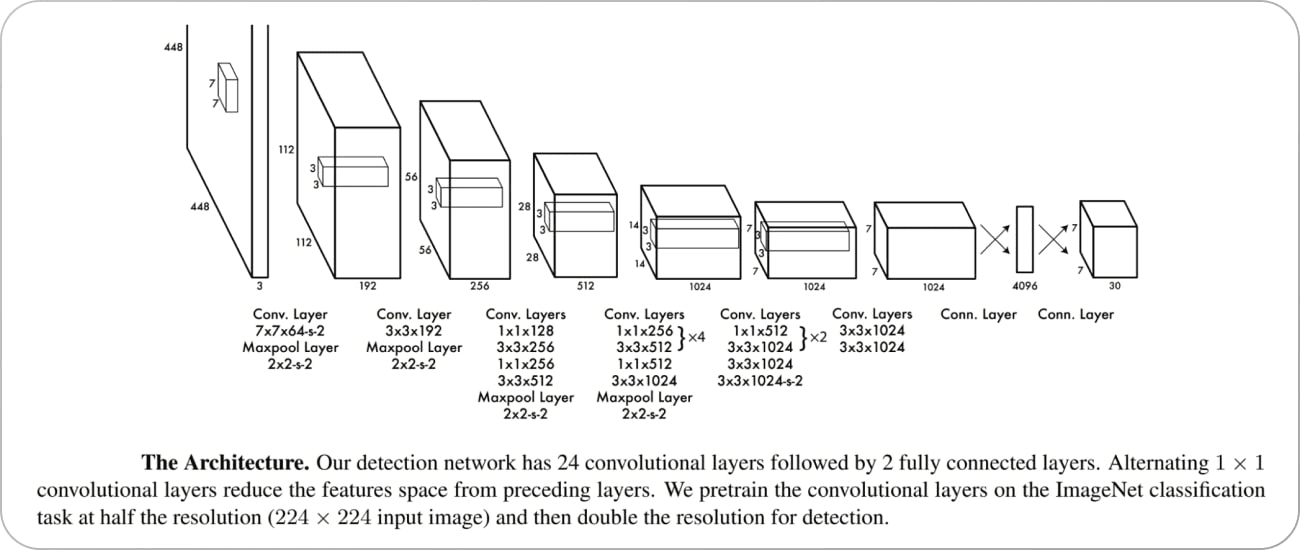 448
7
7
448
3
112
3
3
112
192
56
3
3
56
256
28
3
3
28
512
14
3
3
14
1024
7
3
3
7
1024
7
7
1024
4096
7
7
30
Conv. Layer
7x7x64-s-2
Maxpool Layer
2x2-s-2
Conv. Layer
3x3x192
Maxpool Layer
2x2-s-2
Conv. Layers
1x1x128
3x3x256
1x1x256
3x3x512
Maxpool Layer
2x2-s-2
Conv. Layers
1x1x256
3x3x512 } ×4
1x1x512
3x3x1024
Maxpool Layer
2x2-s-2
Conv. Layers
1x1x512
3x3x1024 } ×2
3x3x1024
3x3x1024-s-2
Conv. Layers
3x3x1024
3x3x1024
Conn. Layer
Conn. Layer
The Architecture. Our detection network has 24 convolutional layers followed by 2 fully connected layers. Alternating 1 × 1
convolutional layers reduce the features space from preceding layers. We pretrain the convolutional layers on the ImageNet classification
task at half the resolution (224 × 224 input image) and then double the resolution for detection.